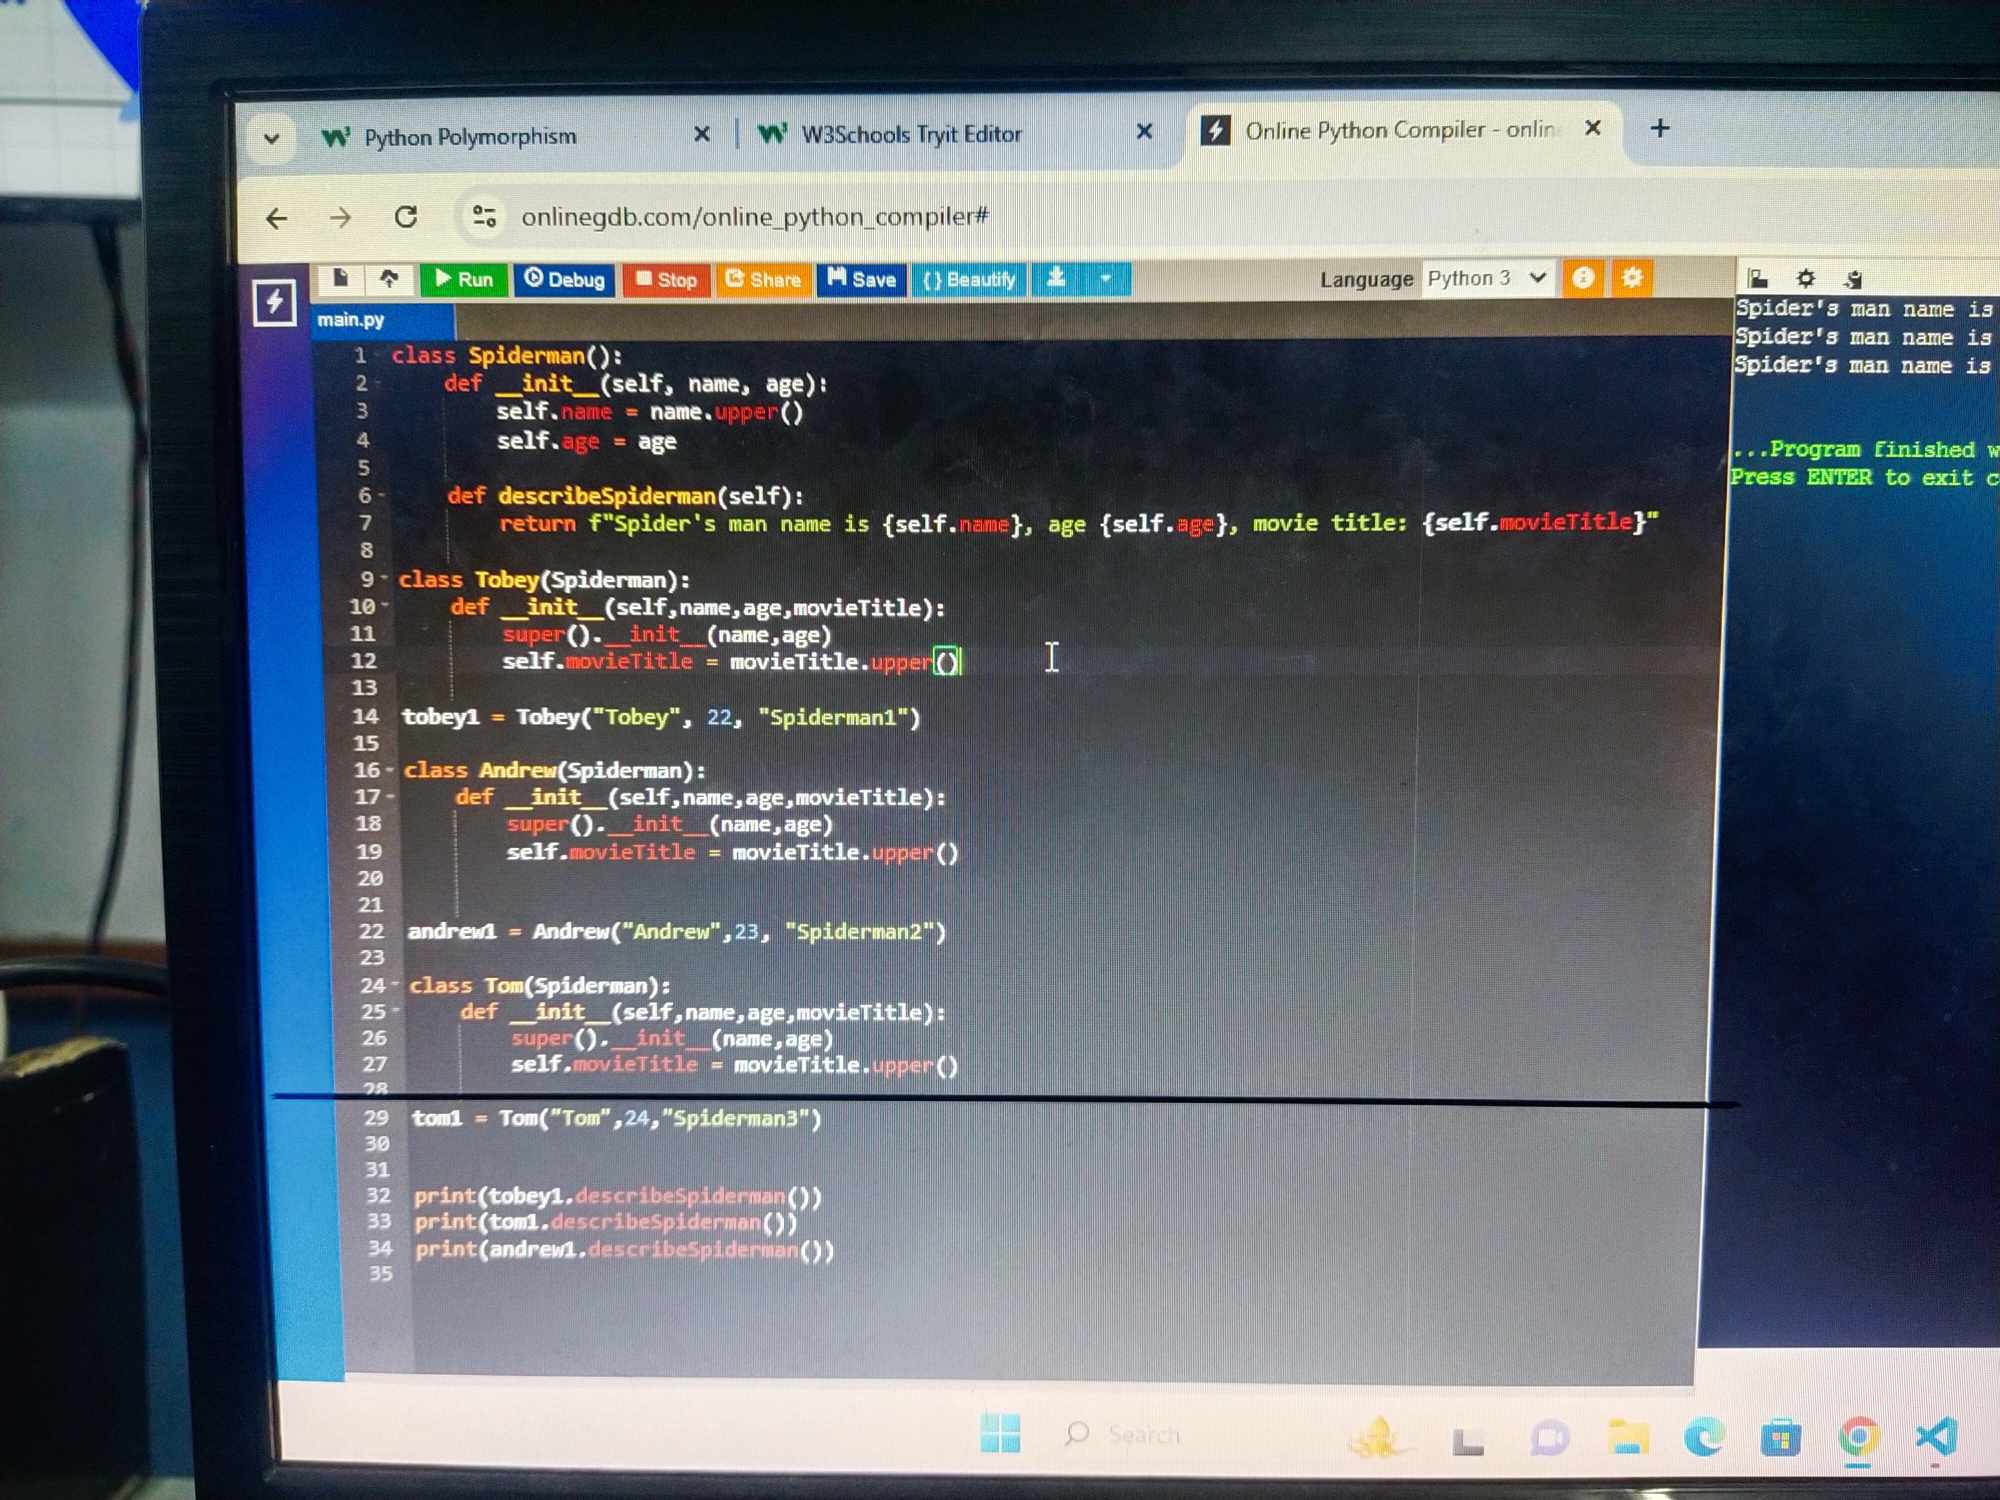 Python Polymorphism
W3Schools Tryit Editor
Online Python Compiler - onlin
onlinegdb.com/online_python_compiler#
Run
Debug
Stop
Share
Save
{} Beautify
Language
Python 3
main.py
1 class Spiderman():
2 def __init__(self, name, age):
3 self.name = name.upper()
4 self.age = age
5
6 def describeSpiderman(self):
7 return f"Spider's man name is {self.name}, age {self.age}, movie title: {self.movieTitle}"
8
9 class Tobey(Spiderman):
10 def __init__(self,name,age,movieTitle):
11 super().__init__(name,age)
12 self.movieTitle = movieTitle.upper()
13
14 tobey1 = Tobey("Tobey", 22, "Spiderman1")
15
16 class Andrew(Spiderman):
17 def __init__(self,name,age,movieTitle):
18 super().__init__(name,age)
19 self.movieTitle = movieTitle.upper()
20
21
22 andrew1 = Andrew("Andrew",23, "Spiderman2")
23
24 class Tom(Spiderman):
25 def __init__(self,name,age,movieTitle):
26 super().__init__(name,age)
27 self.movieTitle = movieTitle.upper()
28
29 tom1 = Tom("Tom",24,"Spiderman3")
30
31
32 print(tobey1.describeSpiderman())
33 print(tom1.describeSpiderman())
34 print(andrew1.describeSpiderman())
35
Spider's man name is
Spider's man name is
Spider's man name is
...Program finished w
Press ENTER to exit c
Search